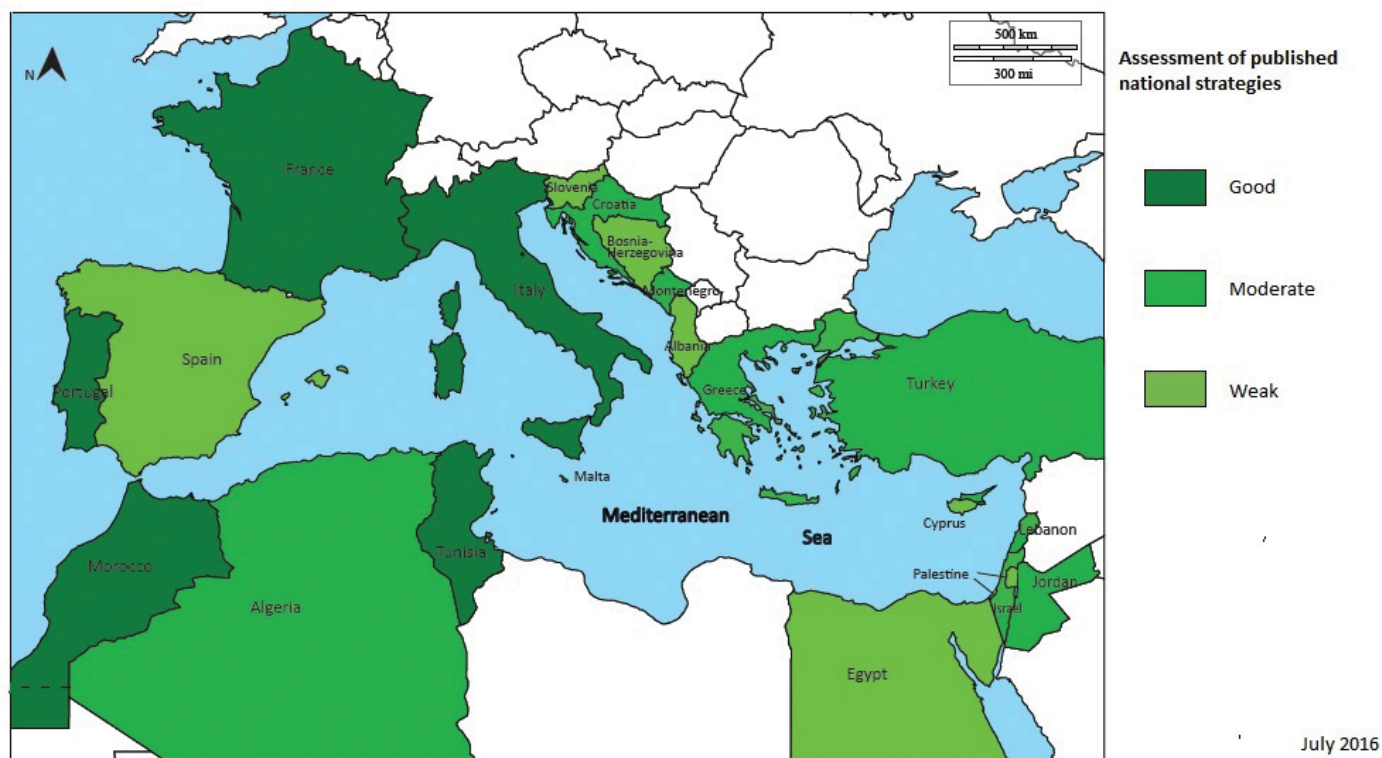 N
500 km
300 mi
Assessment of published
national strategies
Good
Moderate
Weak
France
Slovenia
Croatia
Bosnia-
Herzegovina
Italy
Montenegro
Albania
Spain
Portugal
Greece
Turkey
Malta
Mediterranean
Sea
Cyprus
Lebanon
Morocco
Tunisia
Algeria
Palestine
Jordan
Israel
Egypt
July 2016